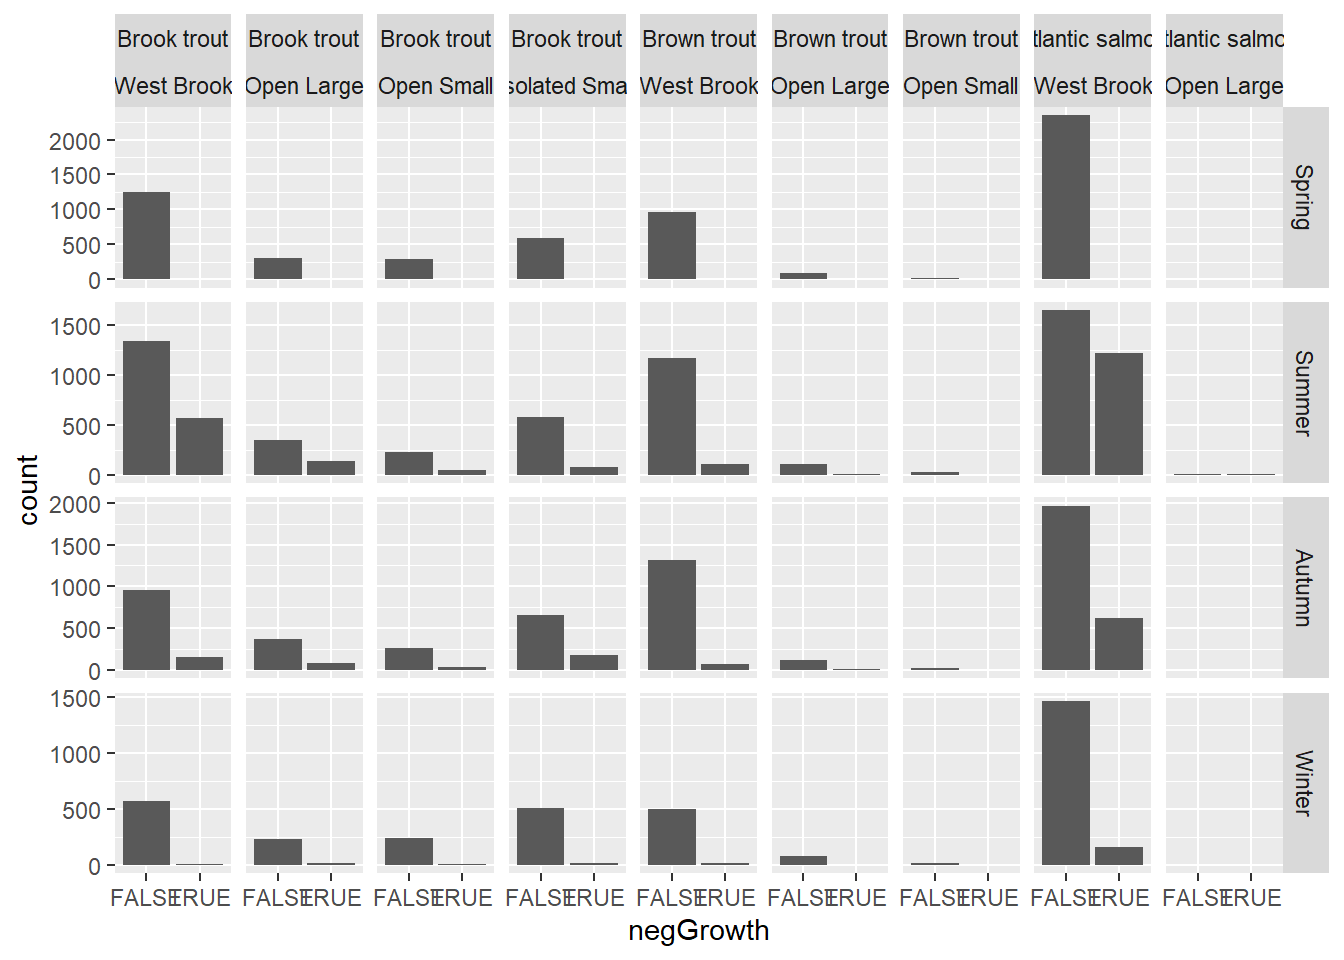 Brook trout Brook trout Brook trout Brook trout Brown trout Brown trout Brown trout tlantic salmo tlantic salmo
West Brook Open Large Open Small solated Sma West Brook Open Large Open Small West Brook Open Large
2000
1500
1000
500
0
Spring
1500
1000
500
0
Summer
2000
1500
1000
500
0
Autumn
1500
1000
500
0
Winter
count
FALSE TRUE FALSE TRUE FALSE TRUE FALSE TRUE FALSE TRUE FALSE TRUE FALSE TRUE FALSE TRUE FALSE TRUE
negGrowth